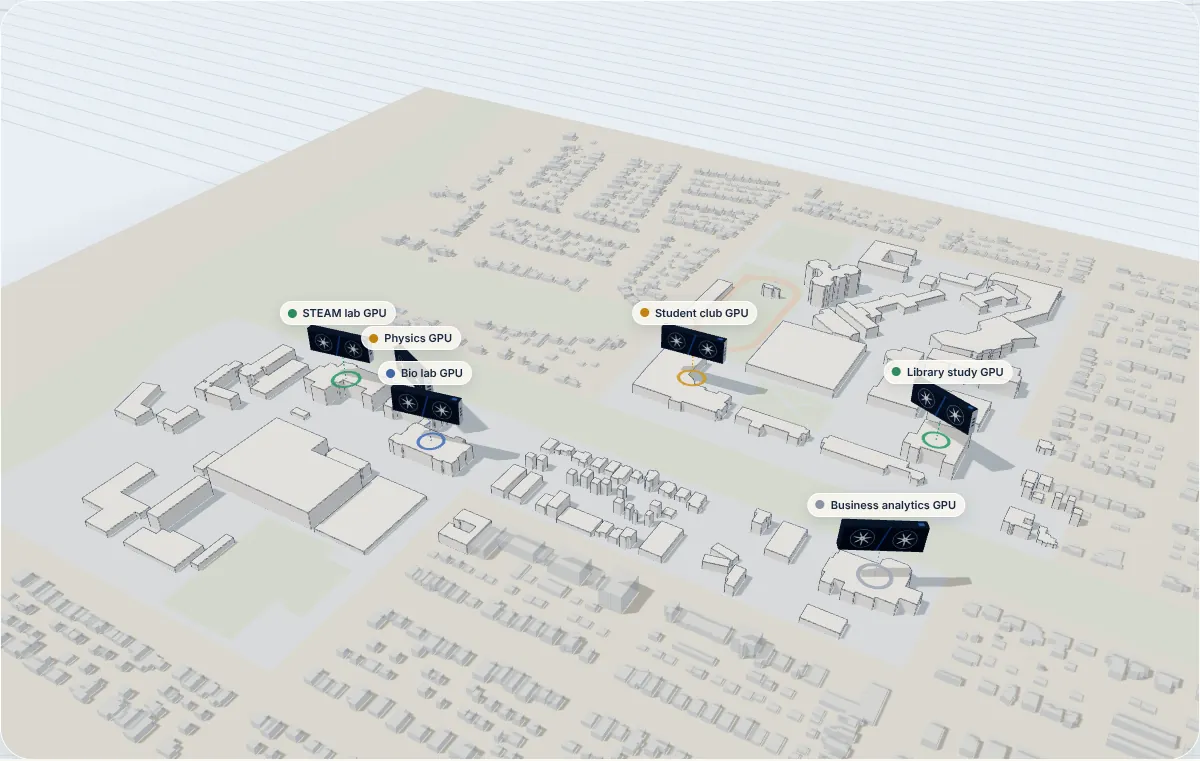 STEAM lab GPU
Physics GPU
Bio lab GPU
Student club GPU
Library study GPU
Business analytics GPU